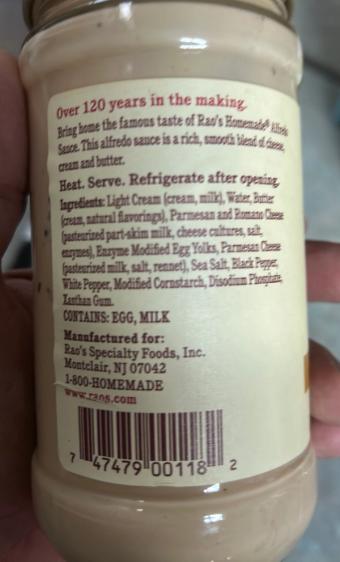 Over 120 years in the making.
Bring home the famous taste of Rao's Homemade® Alfredo
Sauce. This alfredo sauce is a rich, smooth blend of cheese,
cream and butter.
Heat. Serve. Refrigerate after opening.
Ingredients: Light Cream (cream, milk), Water, Butter
(cream, natural flavorings), Parmesan and Romano Cheese
(pasteurized part-skim milk, cheese cultures, salt,
enzymes), Enzyme Modified Egg Yolks, Parmesan Cheese
(pasteurized milk, salt, rennet), Sea Salt, Black Pepper,
White Pepper, Modified Cornstarch, Disodium Phosphate,
Xanthan Gum.
CONTAINS: EGG, MILK
Manufactured for:
Rao's Specialty Foods, Inc.
Montclair, NJ 07042
1-800-HOMEMADE
www.raos.com
7 47479 00118 2